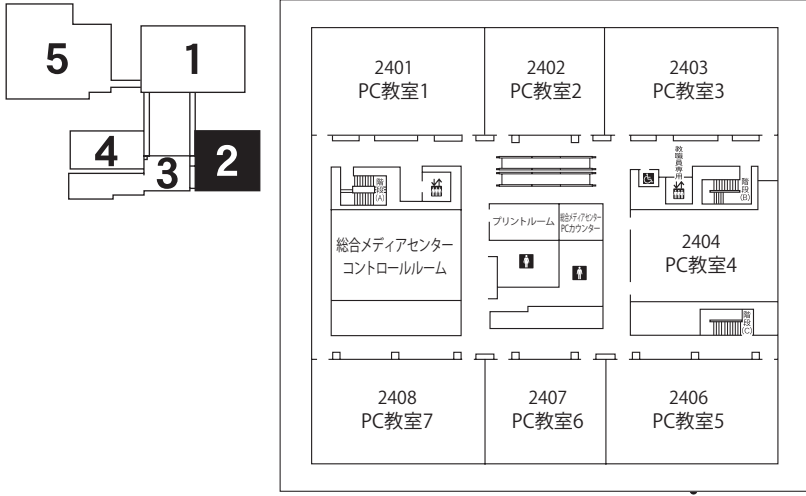 5
1
4
3
2
2401
PC教室1
2402
PC教室2
2403
PC教室3
教職員専用
階段(A)
階段(B)
プリントルーム
総合メディアセンター
PCカウンター
総合メディアセンター
コントロールルーム
2404
PC教室4
階段(C)
2408
PC教室7
2407
PC教室6
2406
PC教室5